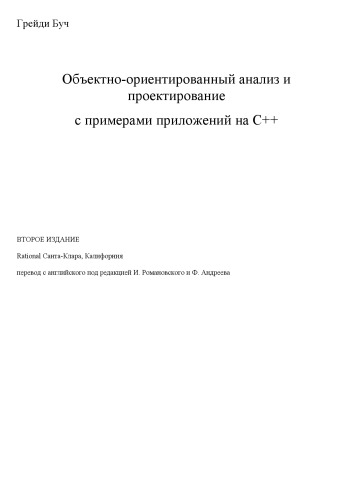 Грейди Буч
Объектно-ориентированный анализ и
проектирование
с примерами приложений на С++
ВТОРОЕ ИЗДАНИЕ
Rational Санта-Клара, Калифорния
перевод с английского под редакцией И. Романовского и Ф. Андреева